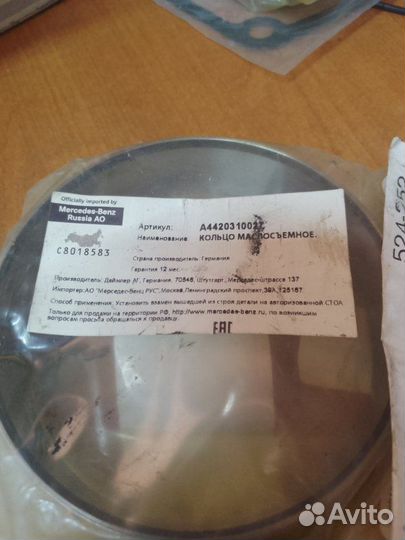 Officially imported by
Mercedes-Benz
Russia AO
C8018583
Артикул: A4420310027
Наименование КОЛЬЦО МАСЛОСЪЕМНОЕ.
Страна производитель: Германия
Гарантия 12 месяц
Производитель: Даймлер АГ, Германия, 70546, Штутгарт, Мерседес-штрассе 137
Импортер:АО "Мерседес-Бенц РУС",Москва,Ленинградский проспект,39А,125167
Способ применения: Установить взамен вышедшей из строя детали на авторизованной СТОА
Только для продажи на территории РФ, http://www.mercedes-benz.ru, по возникшим
вопросам просьба обращаться к продавцу
EAC
Avito